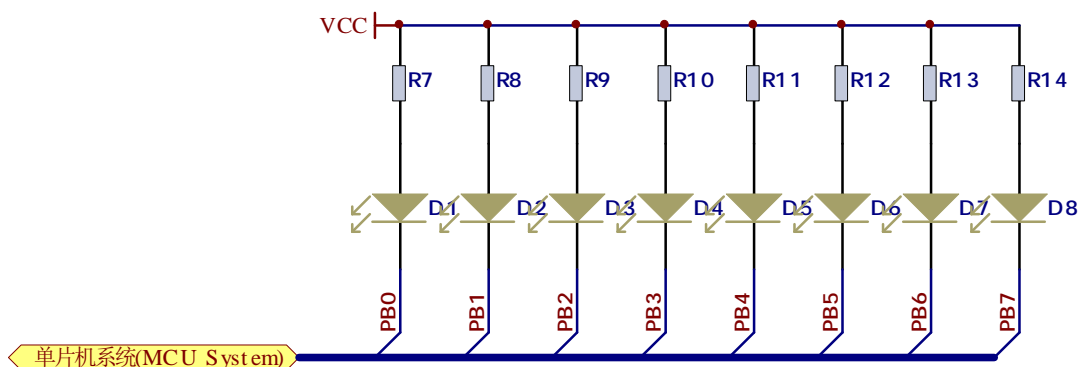 VCC
R7 R8 R9 R10 R11 R12 R13 R14
D1 D2 D3 D4 D5 D6 D7 D8
PB0 PB1 PB2 PB3 PB4 PB5 PB6 PB7
单片机系统(MCU System)